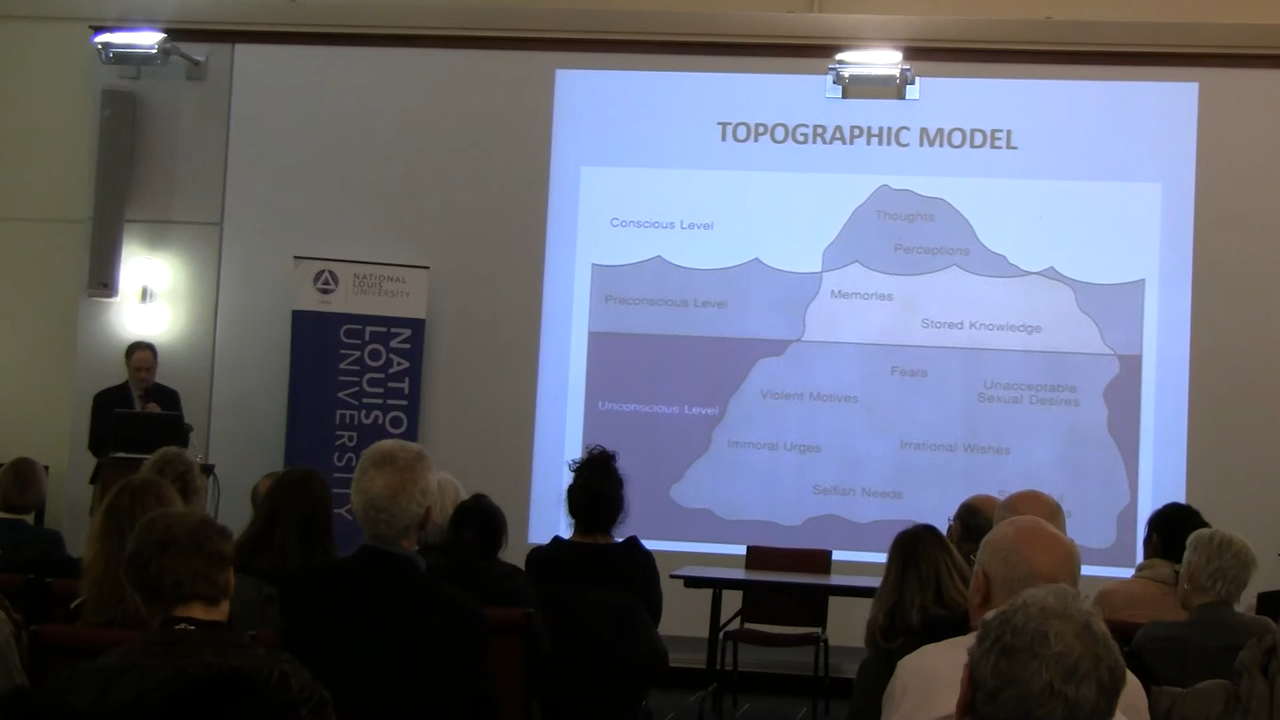 TOPOGRAPHIC MODEL
Conscious Level
Thoughts
Perceptions
Preconscious Level
Memories
Stored Knowledge
Unconscious Level
Fears
Violent Motives
Unacceptable
Sexual Desires
Immoral Urges
Irrational Wishes
Selfish Needs
NATIONAL
LOUIS
UNIVERSITY
NATIO
LOUIS
UNIVERSITY